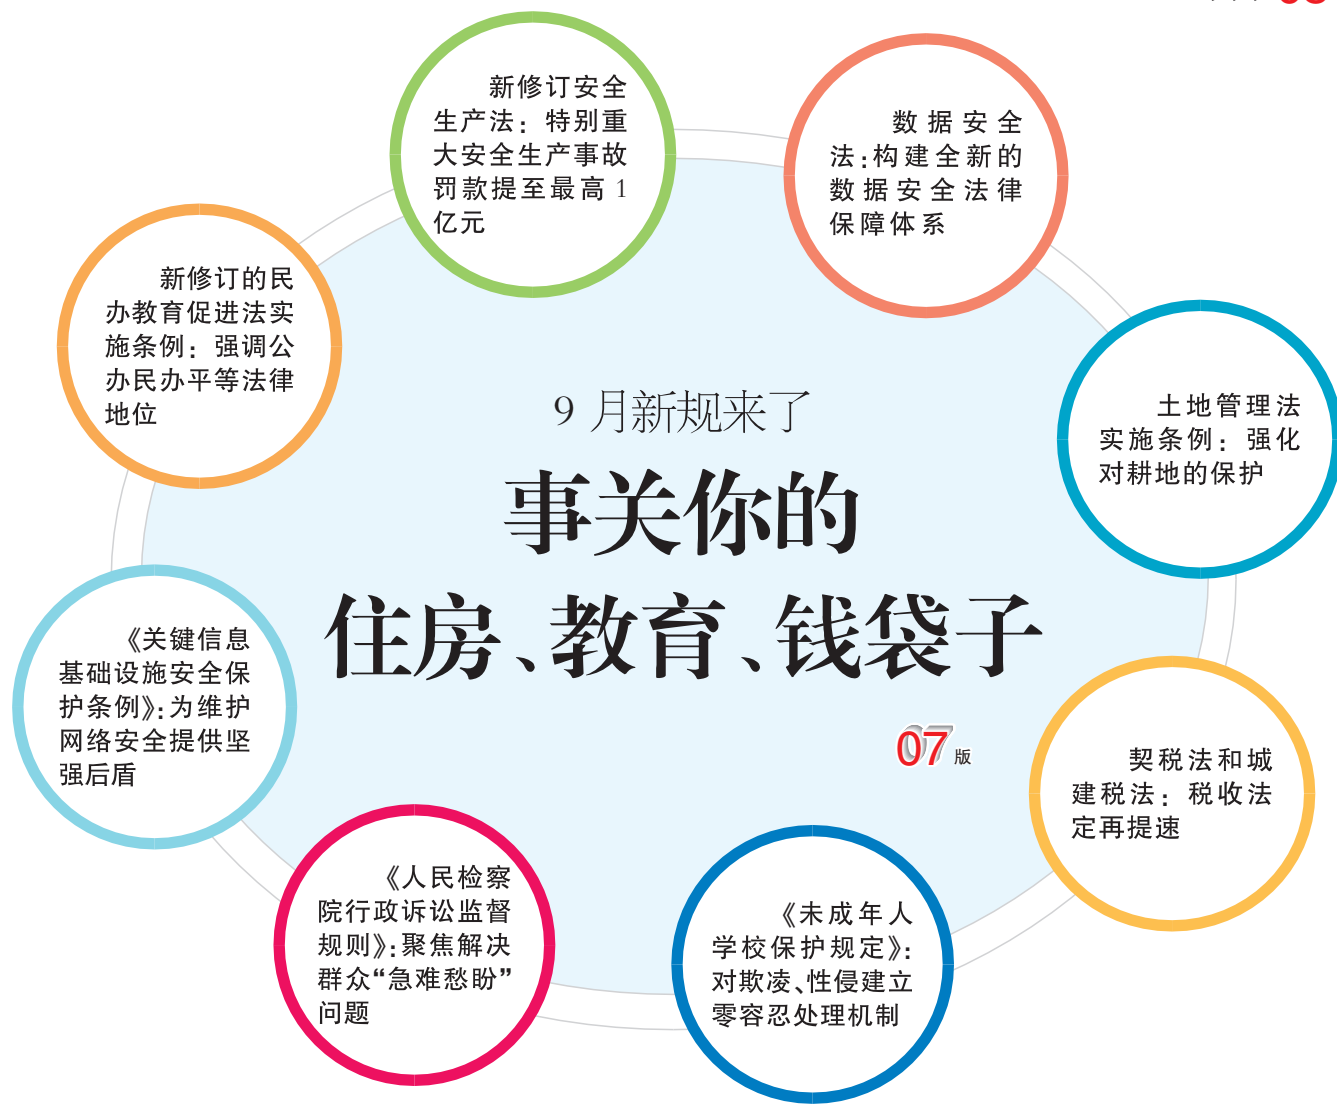 新修订安全
生产法：特别重
大安全生产事故
罚款提至最高 1
亿元
数据安全
法：构建全新的
数据安全法律
保障体系
新修订的民
办教育促进法实
施条例：强调公
办民办平等法律
地位
土地管理法
实施条例：强化
对耕地的保护
9 月新规来了
事关你的
住房、教育、钱袋子
07版
《关键信息
基础设施安全保
护条例》：为维护
网络安全提供坚
强后盾
契税法和城
建税法：税收法
定再提速
《人民检察
院行政诉讼监督
规则》：聚焦解决
群众“急难愁盼”
问题
《未成年人
学校保护规定》：
对欺凌、性侵建立
零容忍处理机制